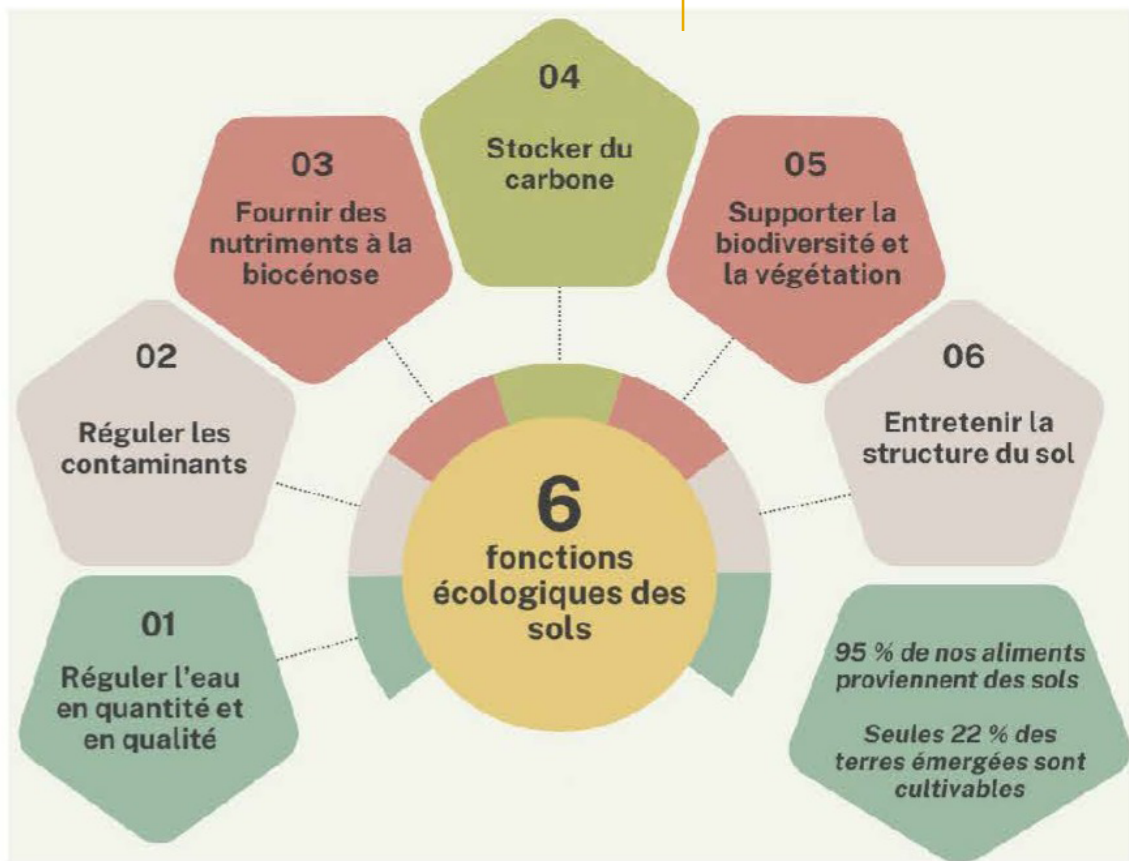 01
Réguler l'eau
en quantité et
en qualité
02
Réguler les
contaminants
03
Fournir des
nutriments à la
biocénose
04
Stocker du
carbone
05
Supporter la
biodiversité et
la végétation
06
Entretenir la
structure du sol
6
fonctions
écologiques des
sols
95 % de nos aliments
proviennent des sols
Seules 22 % des
terres émergées sont
cultivables